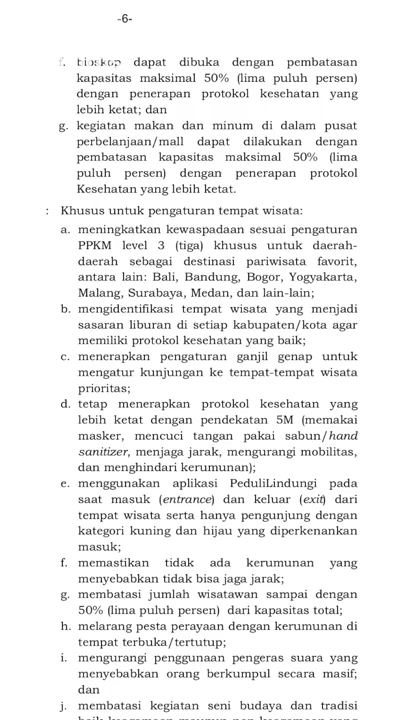 -6-
f. bioskop dapat dibuka dengan pembatasan
kapasitas maksimal 50% (lima puluh persen)
dengan penerapan protokol kesehatan yang
lebih ketat; dan
g. kegiatan makan dan minum di dalam pusat
perbelanjaan/mall dapat dilakukan dengan
pembatasan kapasitas maksimal 50% (lima
puluh persen) dengan penerapan protokol
Kesehatan yang lebih ketat.
: Khusus untuk pengaturan tempat wisata:
a. meningkatkan kewaspadaan sesuai pengaturan
PPKM level 3 (tiga) khusus untuk daerah-
daerah sebagai destinasi pariwisata favorit,
antara lain: Bali, Bandung, Bogor, Yogyakarta,
Malang, Surabaya, Medan, dan lain-lain;
b. mengidentifikasi tempat wisata yang menjadi
sasaran liburan di setiap kabupaten/kota agar
memiliki protokol kesehatan yang baik;
c. menerapkan pengaturan ganjil genap untuk
mengatur kunjungan ke tempat-tempat wisata
prioritas;
d. tetap menerapkan protokol kesehatan yang
lebih ketat dengan pendekatan 5M (memakai
masker, mencuci tangan pakai sabun/hand
sanitizer, menjaga jarak, mengurangi mobilitas,
dan menghindari kerumunan);
e. menggunakan aplikasi PeduliLindungi pada
saat masuk (entrance) dan keluar (exit) dari
tempat wisata serta hanya pengunjung dengan
kategori kuning dan hijau yang diperkenankan
masuk;
f. memastikan tidak ada kerumunan yang
menyebabkan tidak bisa jaga jarak;
g. membatasi jumlah wisatawan sampai dengan
50% (lima puluh persen) dari kapasitas total;
h. melarang pesta perayaan dengan kerumunan di
tempat terbuka/tertutup;
i. mengurangi penggunaan pengeras suara yang
menyebabkan orang berkumpul secara masif;
dan
j. membatasi kegiatan seni budaya dan tradisi